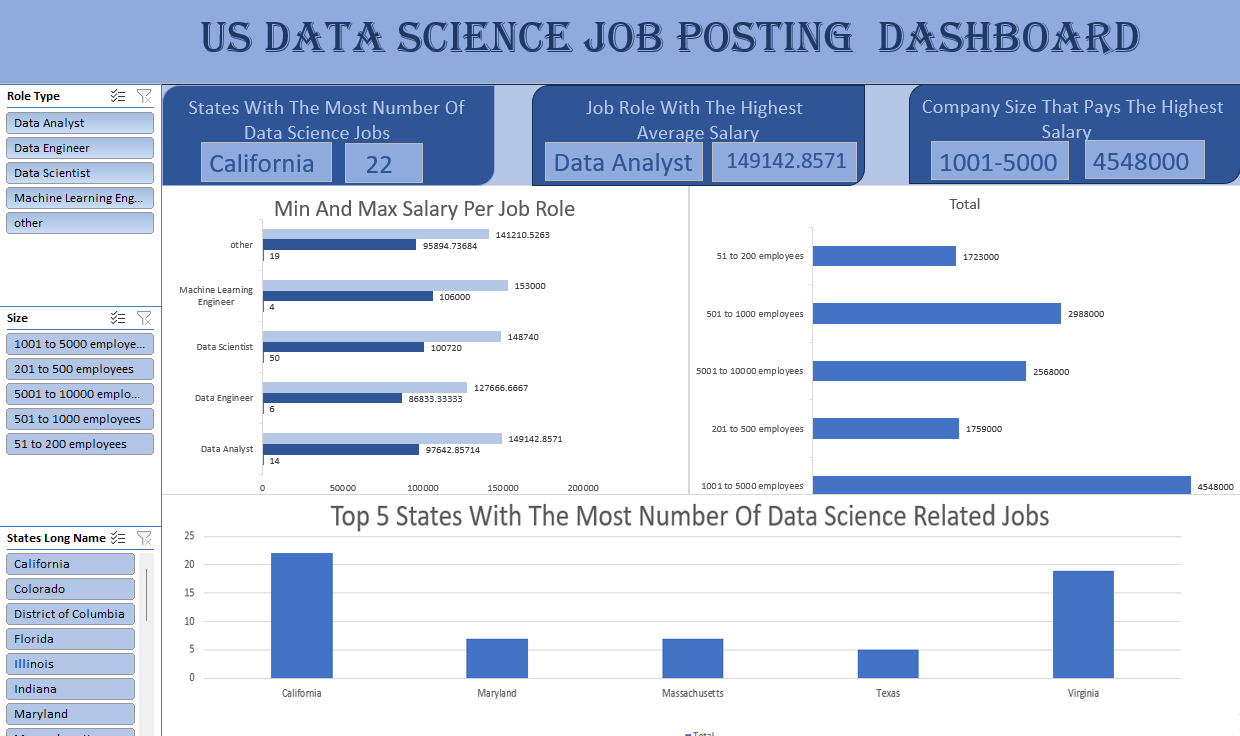 US DATA SCIENCE JOB POSTING DASHBOARD
Role Type
Data Analyst
Data Engineer
Data Scientist
Machine Learning Eng...
other
Size
1001 to 5000 employe...
201 to 500 employees
5001 to 10000 emplo...
501 to 1000 employees
51 to 200 employees
States Long Name
California
Colorado
District of Columbia
Florida
Illinois
Indiana
Maryland
States With The Most Number Of
Data Science Jobs
California 22
Job Role With The Highest
Average Salary
Data Analyst 149142.8571
Company Size That Pays The Highest
Salary
1001-5000 4548000
Min And Max Salary Per Job Role
other 141210.5263
95894.73684
19
Machine Learning
Engineer
153000
106000
4
Data Scientist 148740
100720
50
Data Engineer 127666.6667
86833.33333
6
Data Analyst 149142.8571
97642.85714
14
0 50000 100000 150000 200000
Total
51 to 200 employees 1723000
501 to 1000 employees 2988000
5001 to 10000 employees 2568000
201 to 500 employees 1759000
1001 to 5000 employees 4548000
Top 5 States With The Most Number Of Data Science Related Jobs
25
20
15
10
5
0
California Maryland Massachusetts Texas Virginia
Total